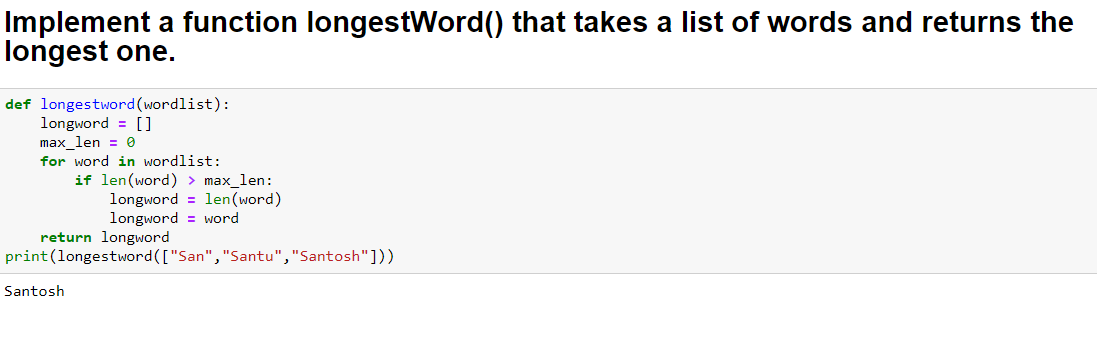 Implement a function longestWord() that takes a list of words and returns the
longest one.
def longestword(wordlist):
    longword = []
    max_len = 0
    for word in wordlist:
        if len(word) > max_len:
            longword = len(word)
            longword = word
    return longword
print(longestword(["San","Santu","Santosh"]))
Santosh